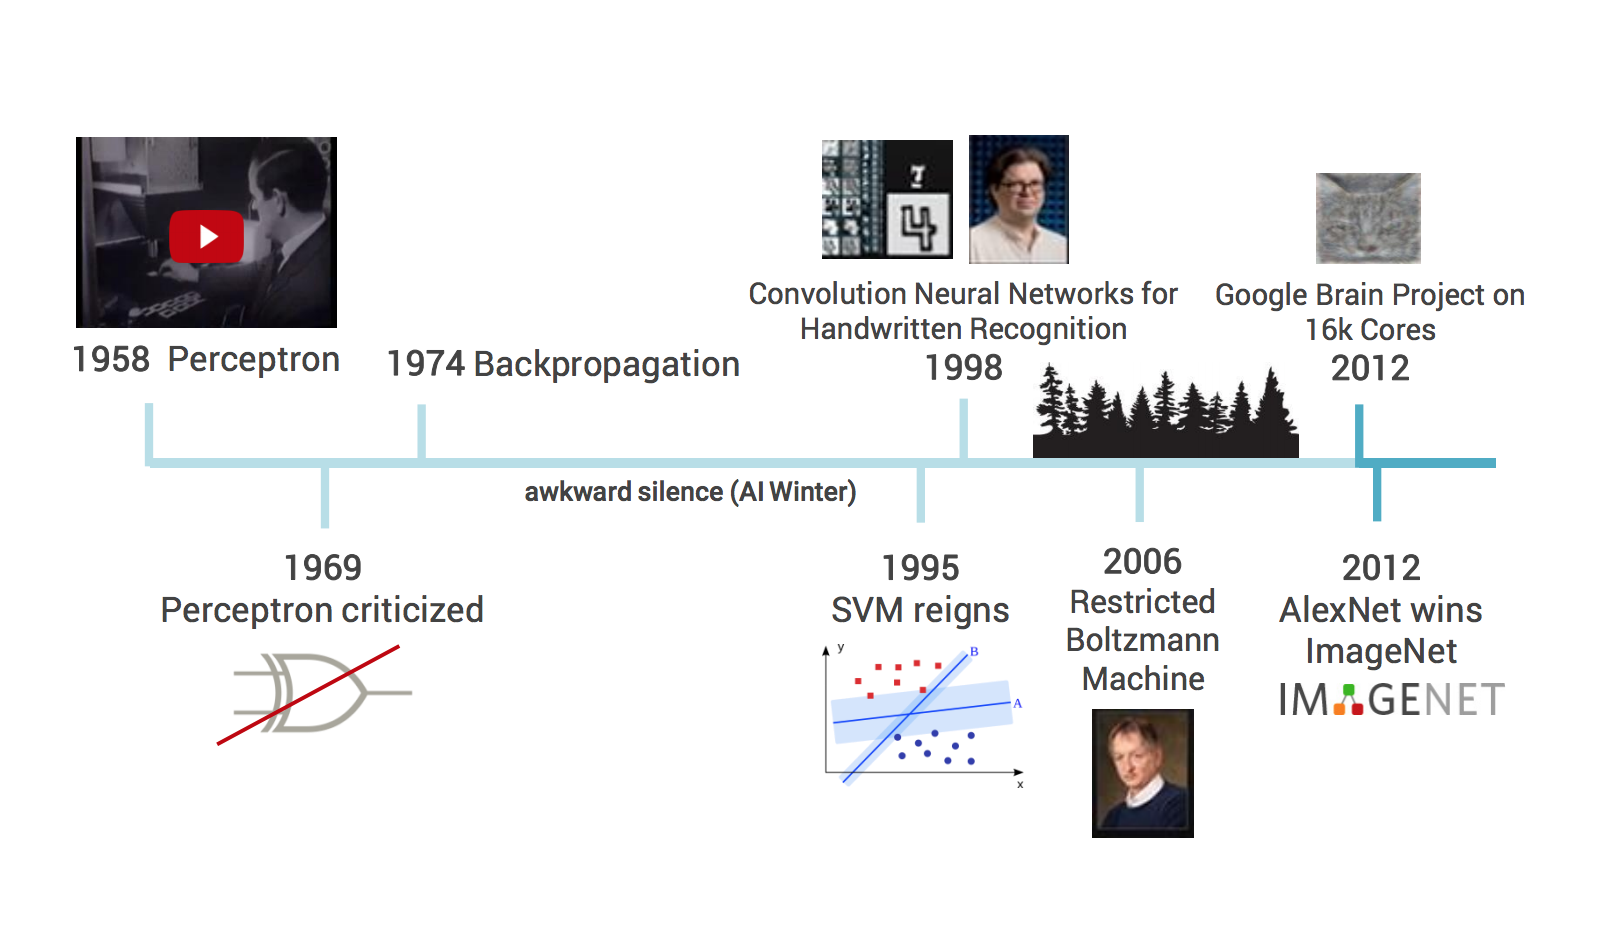 1958 Perceptron
1974 Backpropagation
4
Convolution Neural Networks for
Handwritten Recognition
1998
Google Brain Project on
16k Cores
2012
awkward silence (AI Winter)
1969
Perceptron criticized
1995
SVM reigns
y
B
A
x
2006
Restricted
Boltzmann
Machine
2012
AlexNet wins
ImageNet
IMAGENET